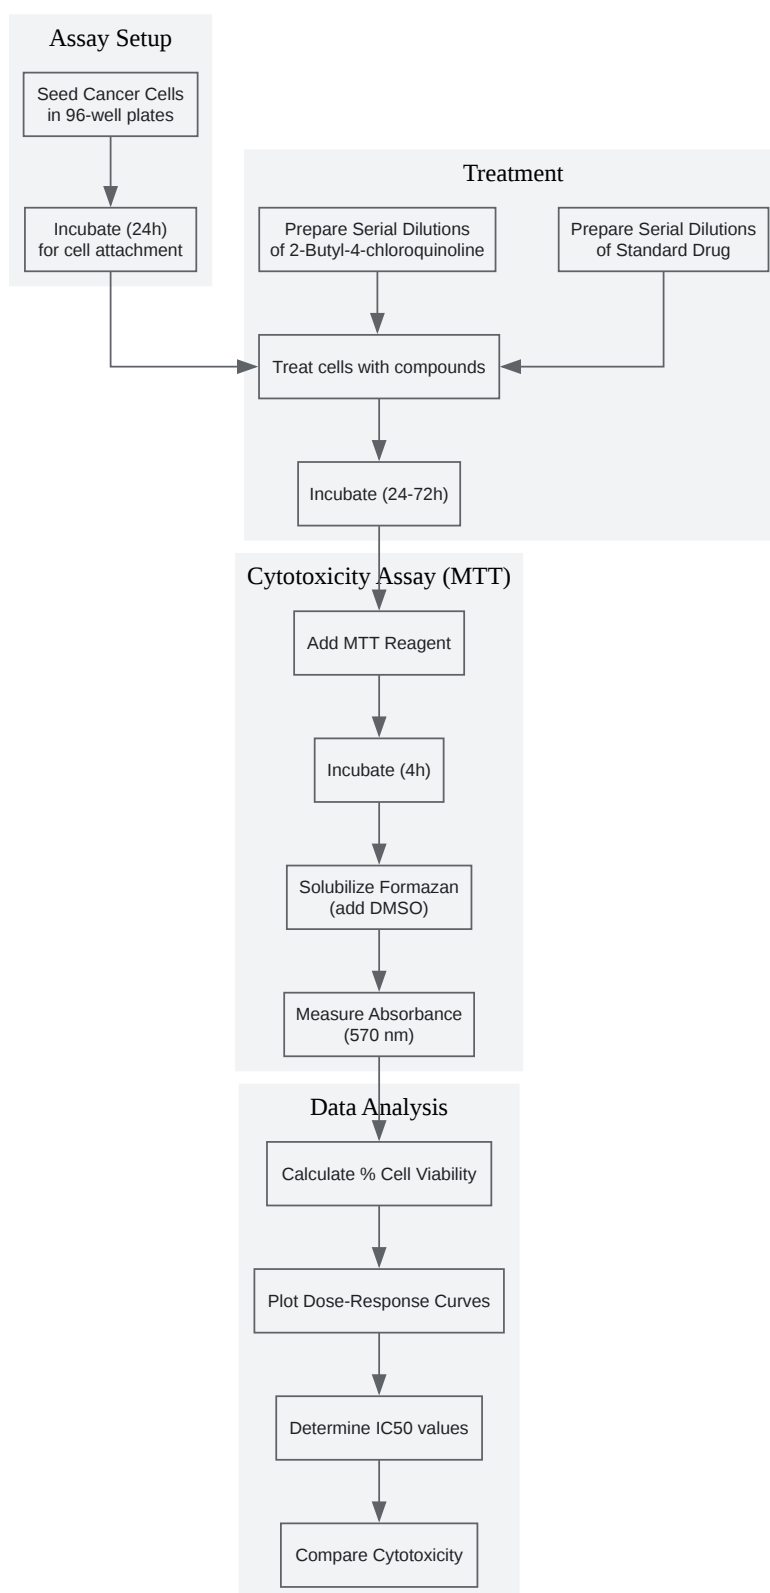 Assay Setup
Seed Cancer Cells
in 96-well plates
Incubate (24h)
for cell attachment
Treatment
Prepare Serial Dilutions
of 2-Butyl-4-chloroquinoline
Prepare Serial Dilutions
of Standard Drug
Treat cells with compounds
Incubate (24-72h)
Cytotoxicity Assay (MTT)
Add MTT Reagent
Incubate (4h)
Solubilize Formazan
(add DMSO)
Measure Absorbance
(570 nm)
Data Analysis
Calculate % Cell Viability
Plot Dose-Response Curves
Determine IC50 values
Compare Cytotoxicity